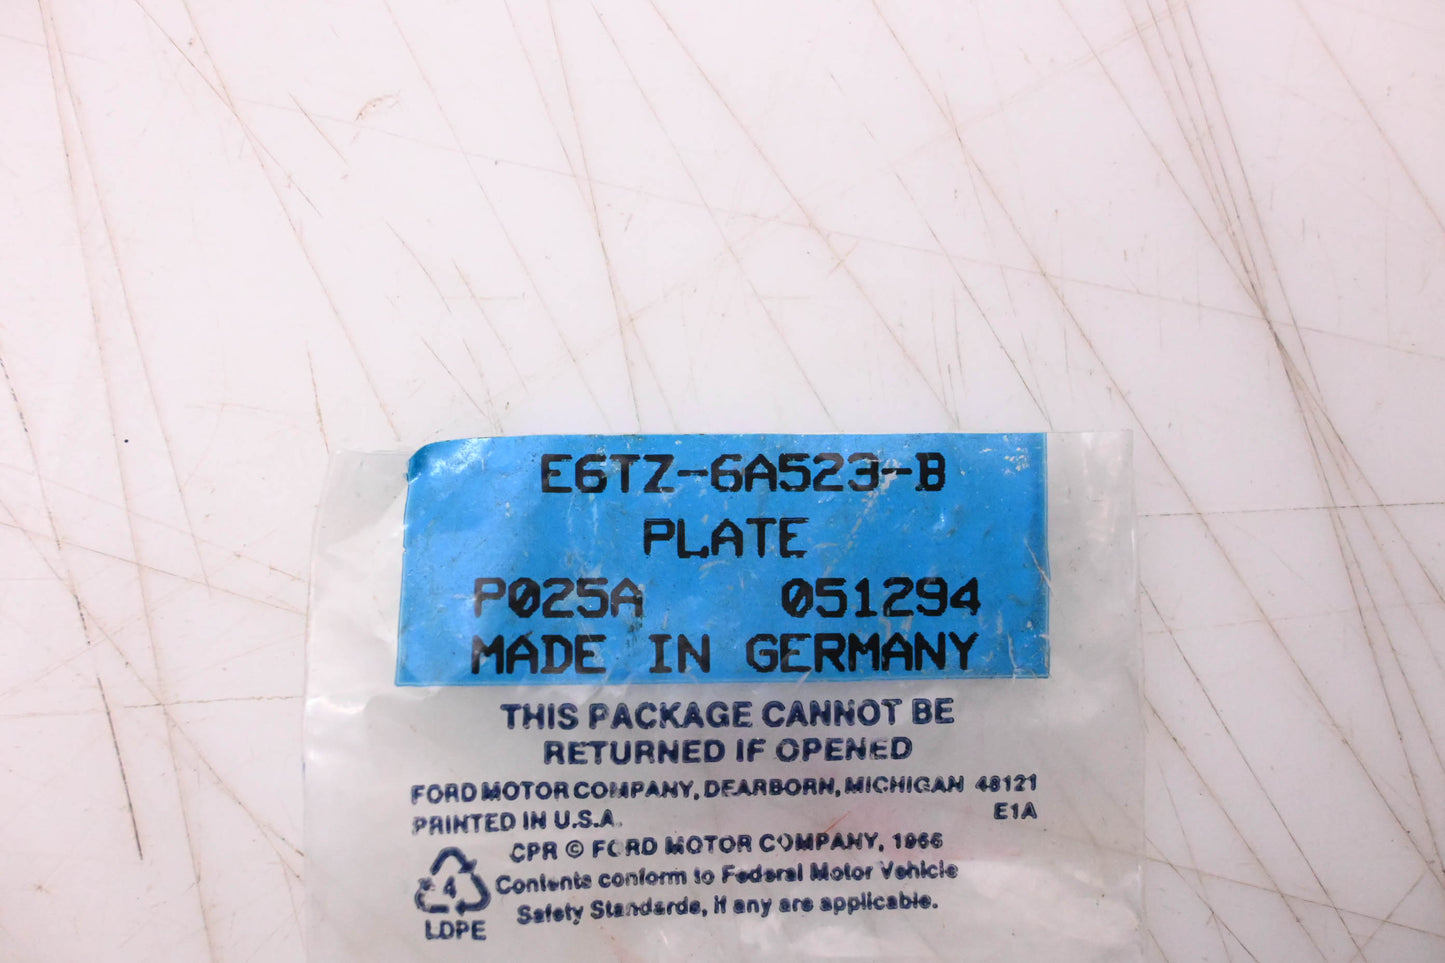 E6TZ-6A523-B
PLATE
P025A 051294
MADE IN GERMANY
THIS PACKAGE CANNOT BE
RETURNED IF OPENED
FORD MOTOR COMPANY, DEARBORN, MICHIGAN 48121
PRINTED IN U.S.A. E1A
CPR © FORD MOTOR COMPANY, 1966
Contents conform to Federal Motor Vehicle
Safety Standards, if any are applicable.
4
LDPE